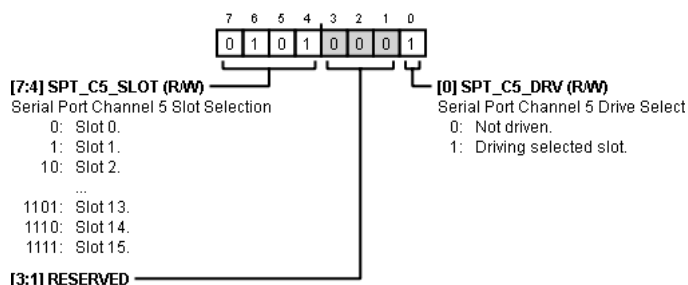 7 6 5 4 3 2 1 0
0 1 0 1 0 0 0 1
[7:4] SPT_C5_SLOT (R/W)
Serial Port Channel 5 Slot Selection
0: Slot 0.
1: Slot 1.
10: Slot 2.
...
1101: Slot 13.
1110: Slot 14.
1111: Slot 15.
[3:1] RESERVED
[0] SPT_C5_DRV (R/W)
Serial Port Channel 5 Drive Select
0: Not driven.
1: Driving selected slot.